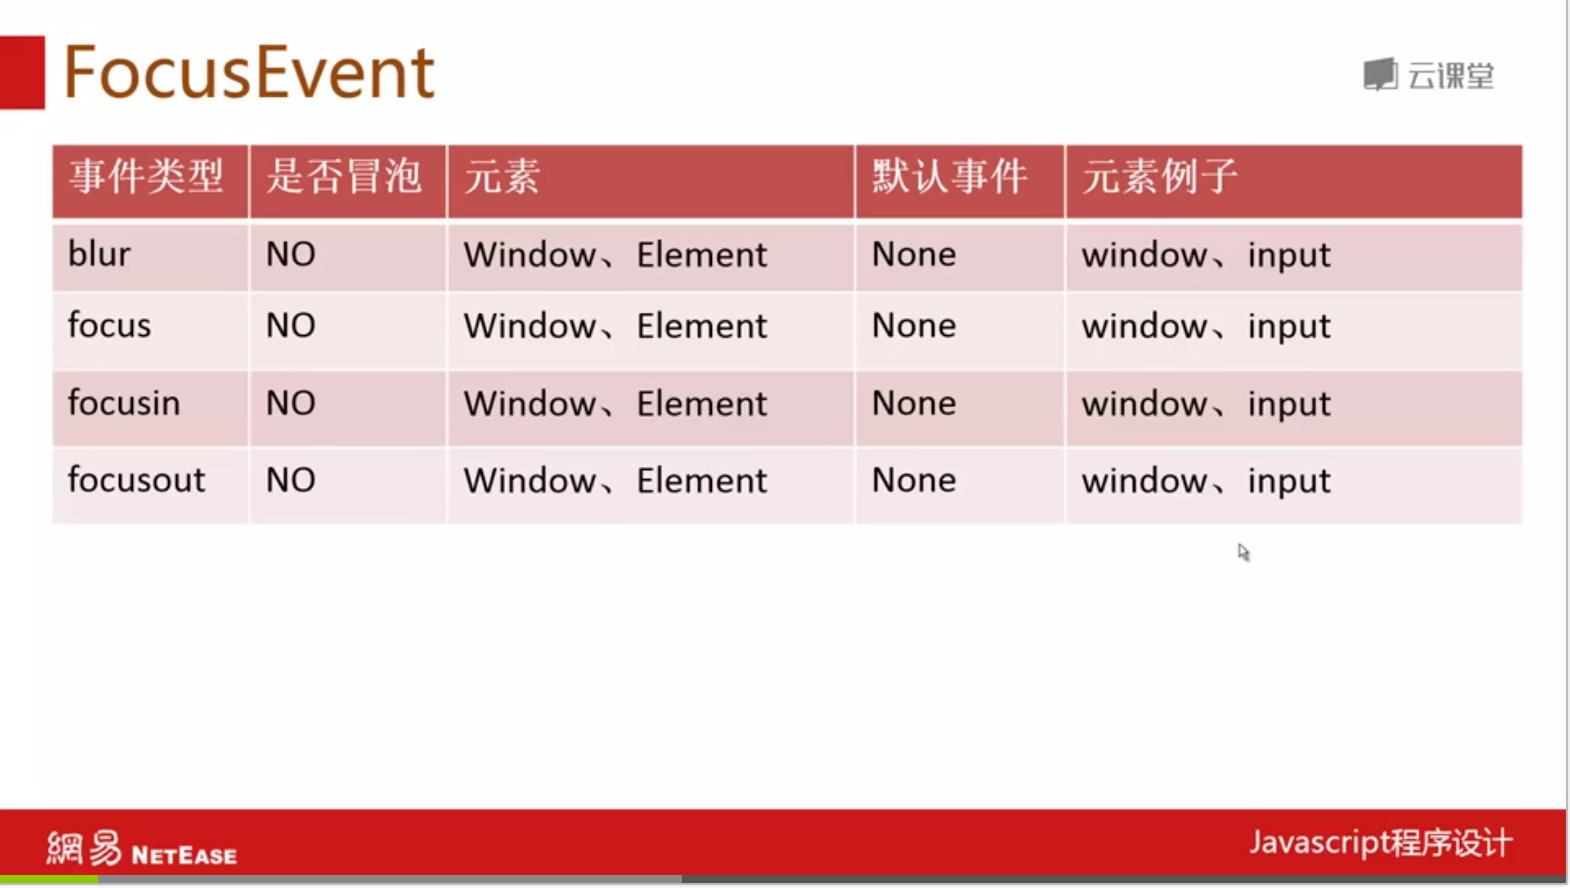 FocusEvent
云课堂
事件类型 是否冒泡 元素 默认事件 元素例子
blur NO Window、Element None window、input
focus NO Window、Element None window、input
focusin NO Window、Element None window、input
focusout NO Window、Element None window、input
網易 NETEASE
Javascript程序设计